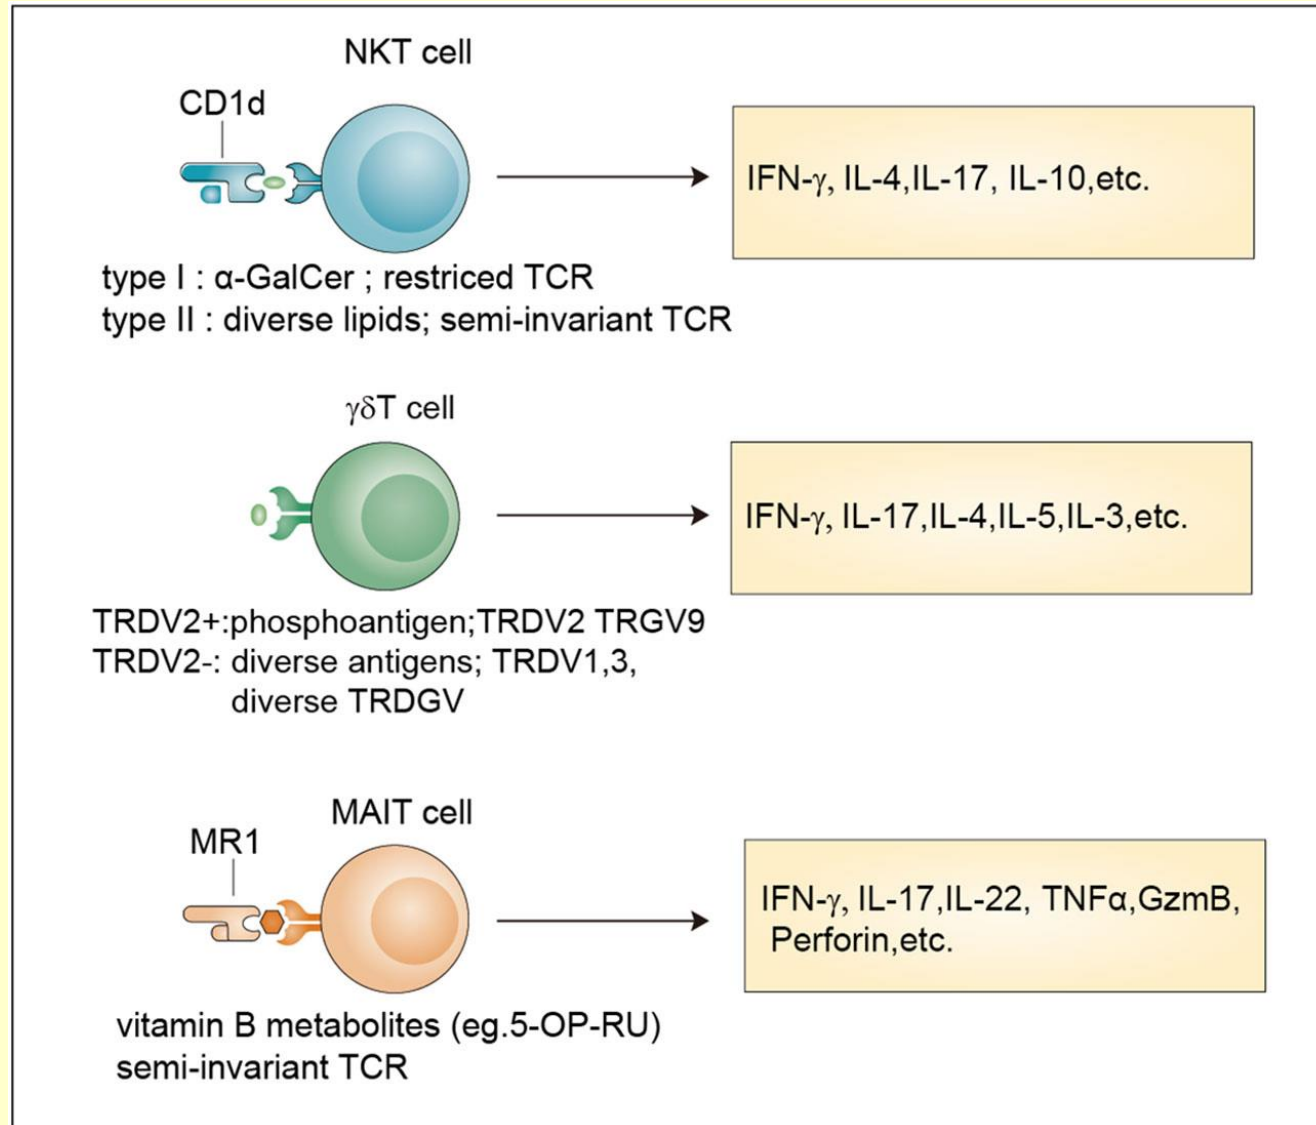 NKT cell
CD1d
IFN-γ, IL-4,IL-17, IL-10,etc.
type I : α-GalCer ; restriced TCR
type II : diverse lipids; semi-invariant TCR
γδT cell
IFN-γ, IL-17,IL-4,IL-5,IL-3,etc.
TRDV2+:phosphoantigen;TRDV2 TRGV9
TRDV2-: diverse antigens; TRDV1,3,
diverse TRDGV
MAIT cell
MR1
IFN-γ, IL-17,IL-22, TNFα,GzmB,
Perforin,etc.
vitamin B metabolites (eg.5-OP-RU)
semi-invariant TCR